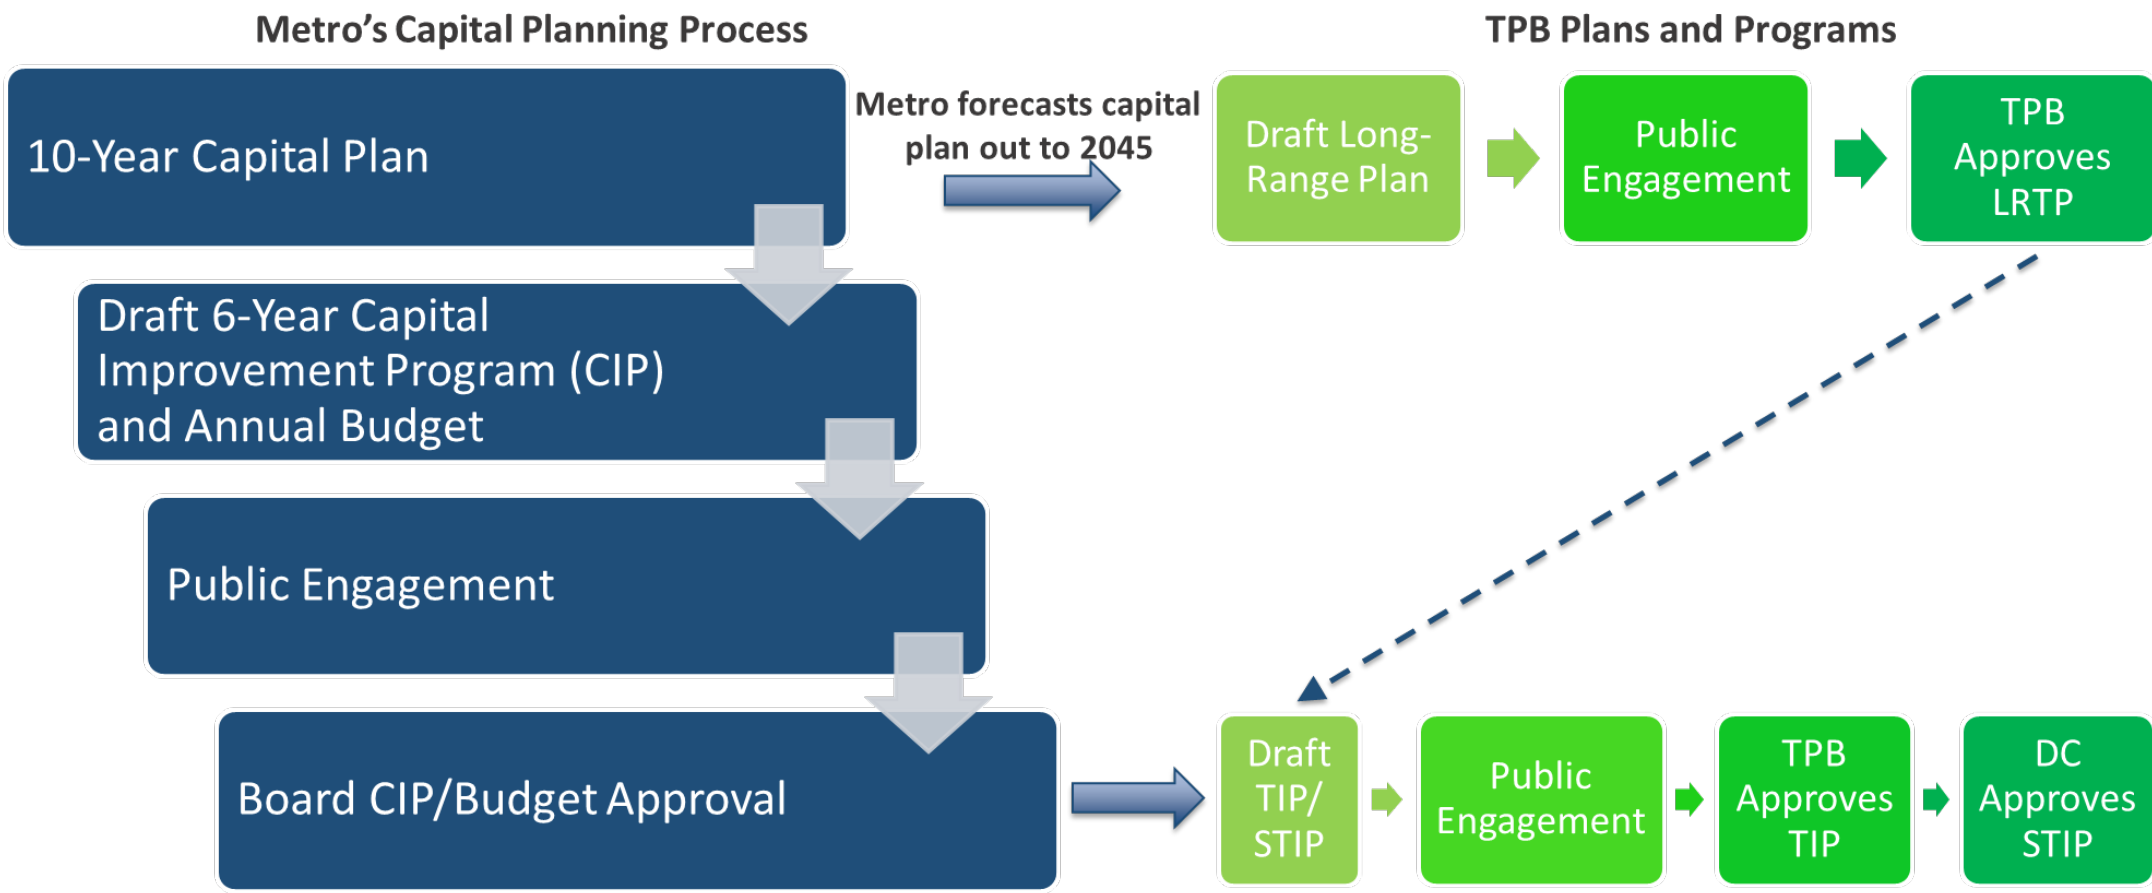 Metro's Capital Planning Process
TPB Plans and Programs
10-Year Capital Plan
Metro forecasts capital
plan out to 2045
Draft Long-
Range Plan
Public
Engagement
TPB
Approves
LRTP
Draft 6-Year Capital
Improvement Program (CIP)
and Annual Budget
Public Engagement
Board CIP/Budget Approval
Draft
TIP/
STIP
Public
Engagement
TPB
Approves
TIP
DC
Approves
STIP